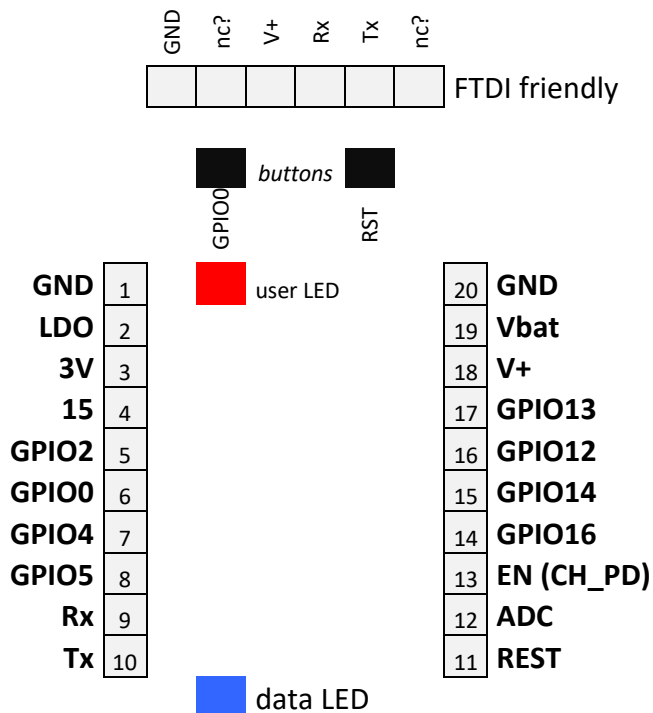 GND nc? V+ Rx Tx nc?
FTDI friendly
buttons
GPIO0 RST
user LED
GND 1 20 GND
LDO 2 19 Vbat
3V 3 18 V+
15 4 17 GPIO13
GPIO2 5 16 GPIO12
GPIO0 6 15 GPIO14
GPIO4 7 14 GPIO16
GPIO5 8 13 EN (CH_PD)
Rx 9 12 ADC
Tx 10 11 REST
data LED